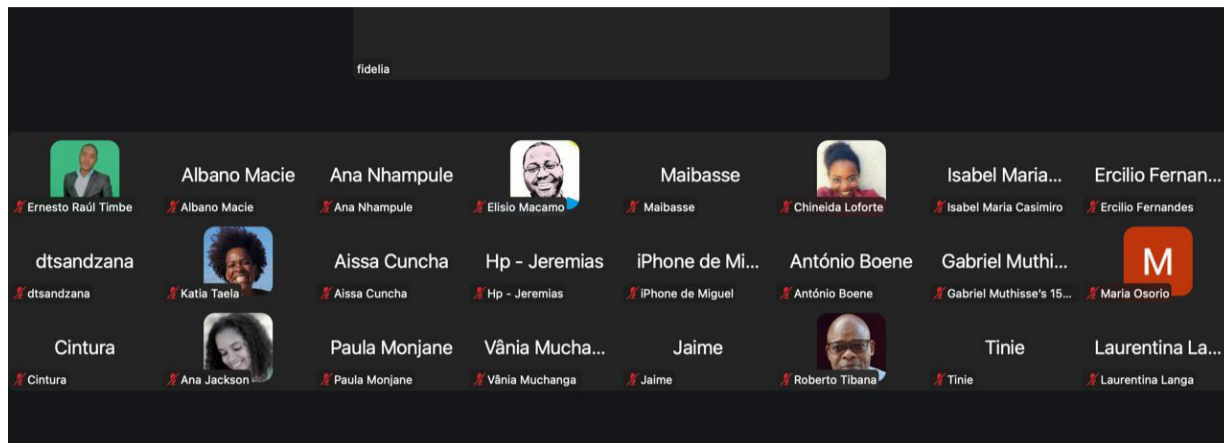 fidelia
Albano Macie Ana Nhampule Maibasse Isabel Maria... Ercilio Fernan...
Ernesto Raúl Timbe Albano Macie Ana Nhampule Elisio Macamo Maibasse Chineida Loforte Isabel Maria Casimiro Ercilio Fernandes
dtsandzana Aissa Cuncha Hp - Jeremias iPhone de Mi... António Boene Gabriel Muthi... M
dtsandzana Katia Taela Aissa Cuncha Hp - Jeremias iPhone de Miguel António Boene Gabriel Muthisse's 15... Maria Osorio
Cintura Paula Monjane Vânia Mucha... Jaime Tinie Laurentina La...
Cintura Ana Jackson Paula Monjane Vânia Muchanga Jaime Roberto Tibana Tinie Laurentina Langa